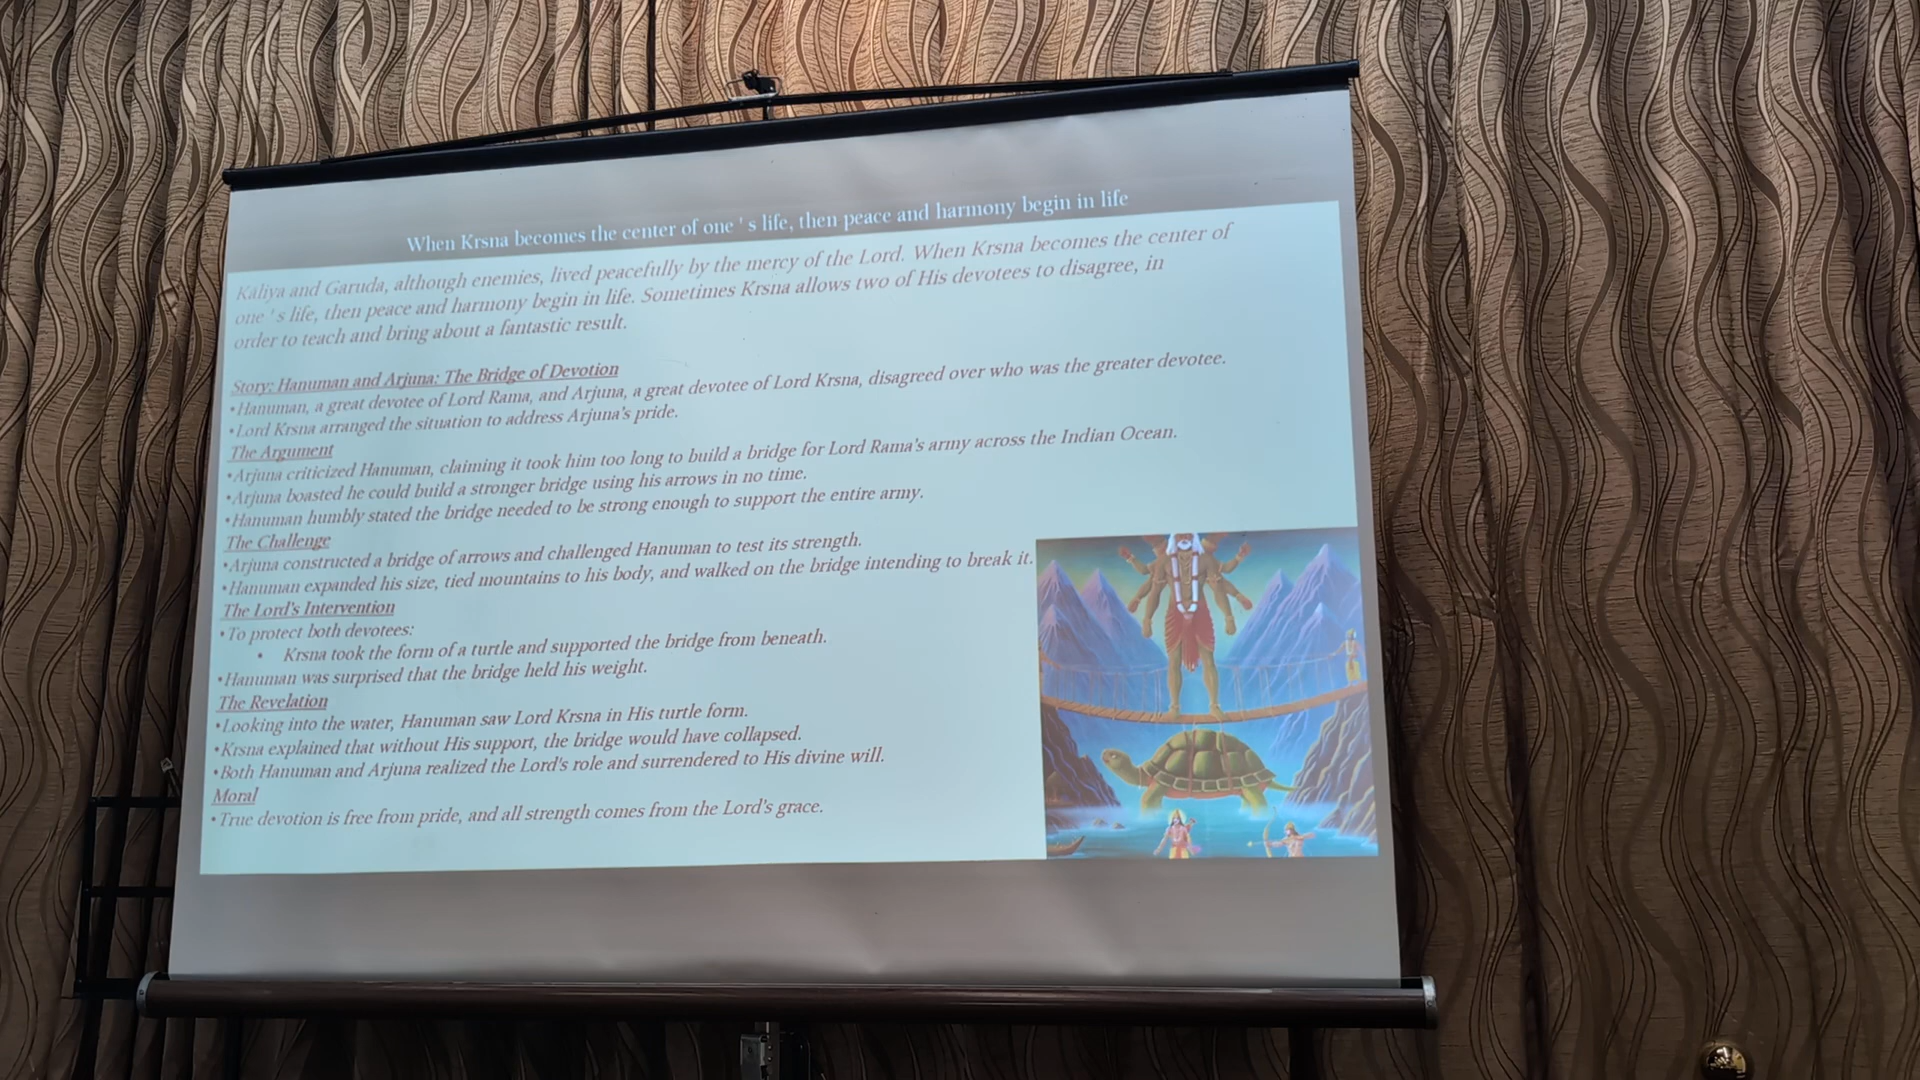 When Krsna becomes the center of one ' s life, then peace and harmony begin in life
Kaliya and Garuda, although enemies, lived peacefully by the mercy of the Lord. When Krsna becomes the center of
one ' s life, then peace and harmony begin in life. Sometimes Krsna allows two of His devotees to disagree, in
order to teach and bring about a fantastic result.
Story: Hanuman and Arjuna: The Bridge of Devotion
•Hanuman, a great devotee of Lord Rama, and Arjuna, a great devotee of Lord Krsna, disagreed over who was the greater devotee.
•Lord Krsna arranged the situation to address Arjuna’s pride.
The Argument
•Arjuna criticized Hanuman, claiming it took him too long to build a bridge for Lord Rama’s army across the Indian Ocean.
•Arjuna boasted he could build a stronger bridge using his arrows in no time.
•Hanuman humbly stated the bridge needed to be strong enough to support the entire army.
The Challenge
•Arjuna constructed a bridge of arrows and challenged Hanuman to test its strength.
•Hanuman expanded his size, tied mountains to his body, and walked on the bridge intending to break it.
The Lord’s Intervention
•To protect both devotees:
• Krsna took the form of a turtle and supported the bridge from beneath.
•Hanuman was surprised that the bridge held his weight.
The Revelation
•Looking into the water, Hanuman saw Lord Krsna in His turtle form.
•Krsna explained that without His support, the bridge would have collapsed.
•Both Hanuman and Arjuna realized the Lord’s role and surrendered to His divine will.
Moral
•True devotion is free from pride, and all strength comes from the Lord’s grace.